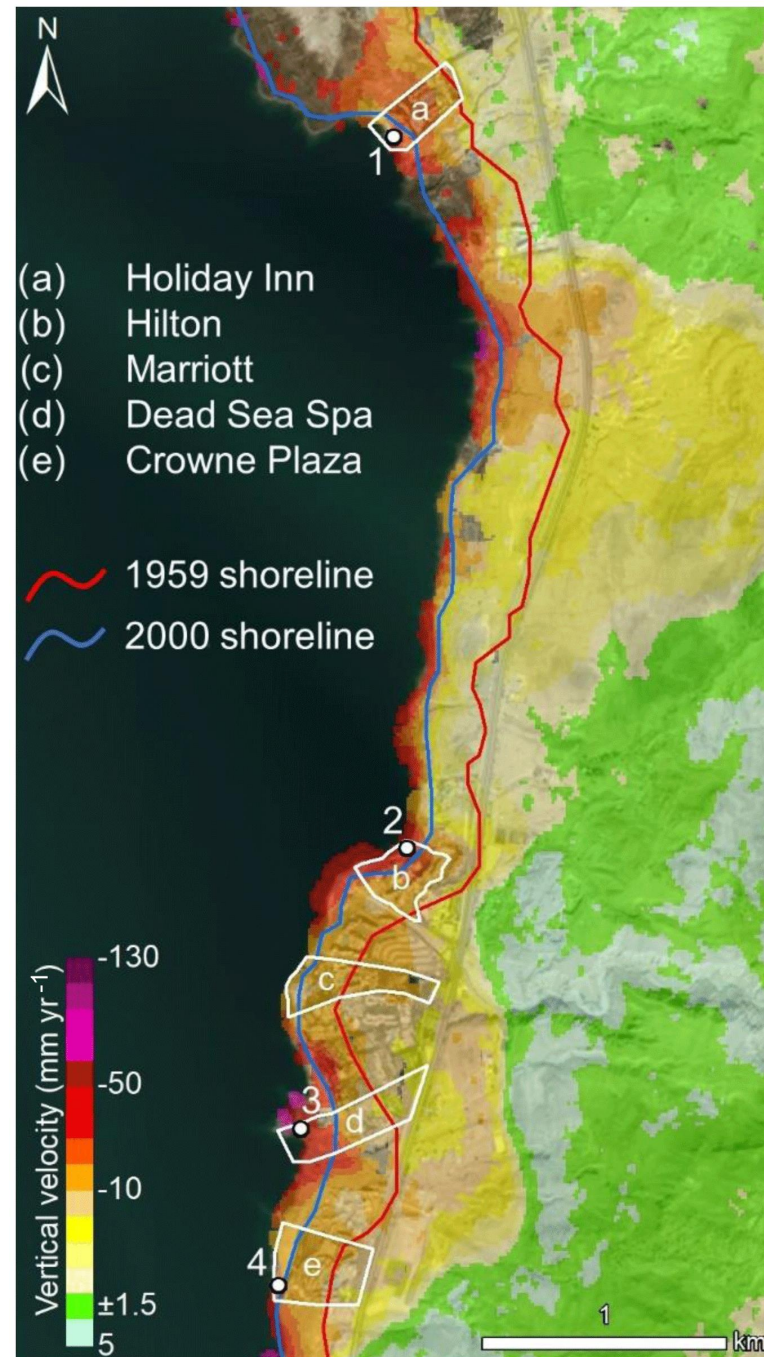 N
a
1
(a) Holiday Inn
(b) Hilton
(c) Marriott
(d) Dead Sea Spa
(e) Crowne Plaza
1959 shoreline
2000 shoreline
2
b
c
3
d
4
e
Vertical velocity (mm yr⁻¹)
-130
-50
-10
±1.5
5
1
km